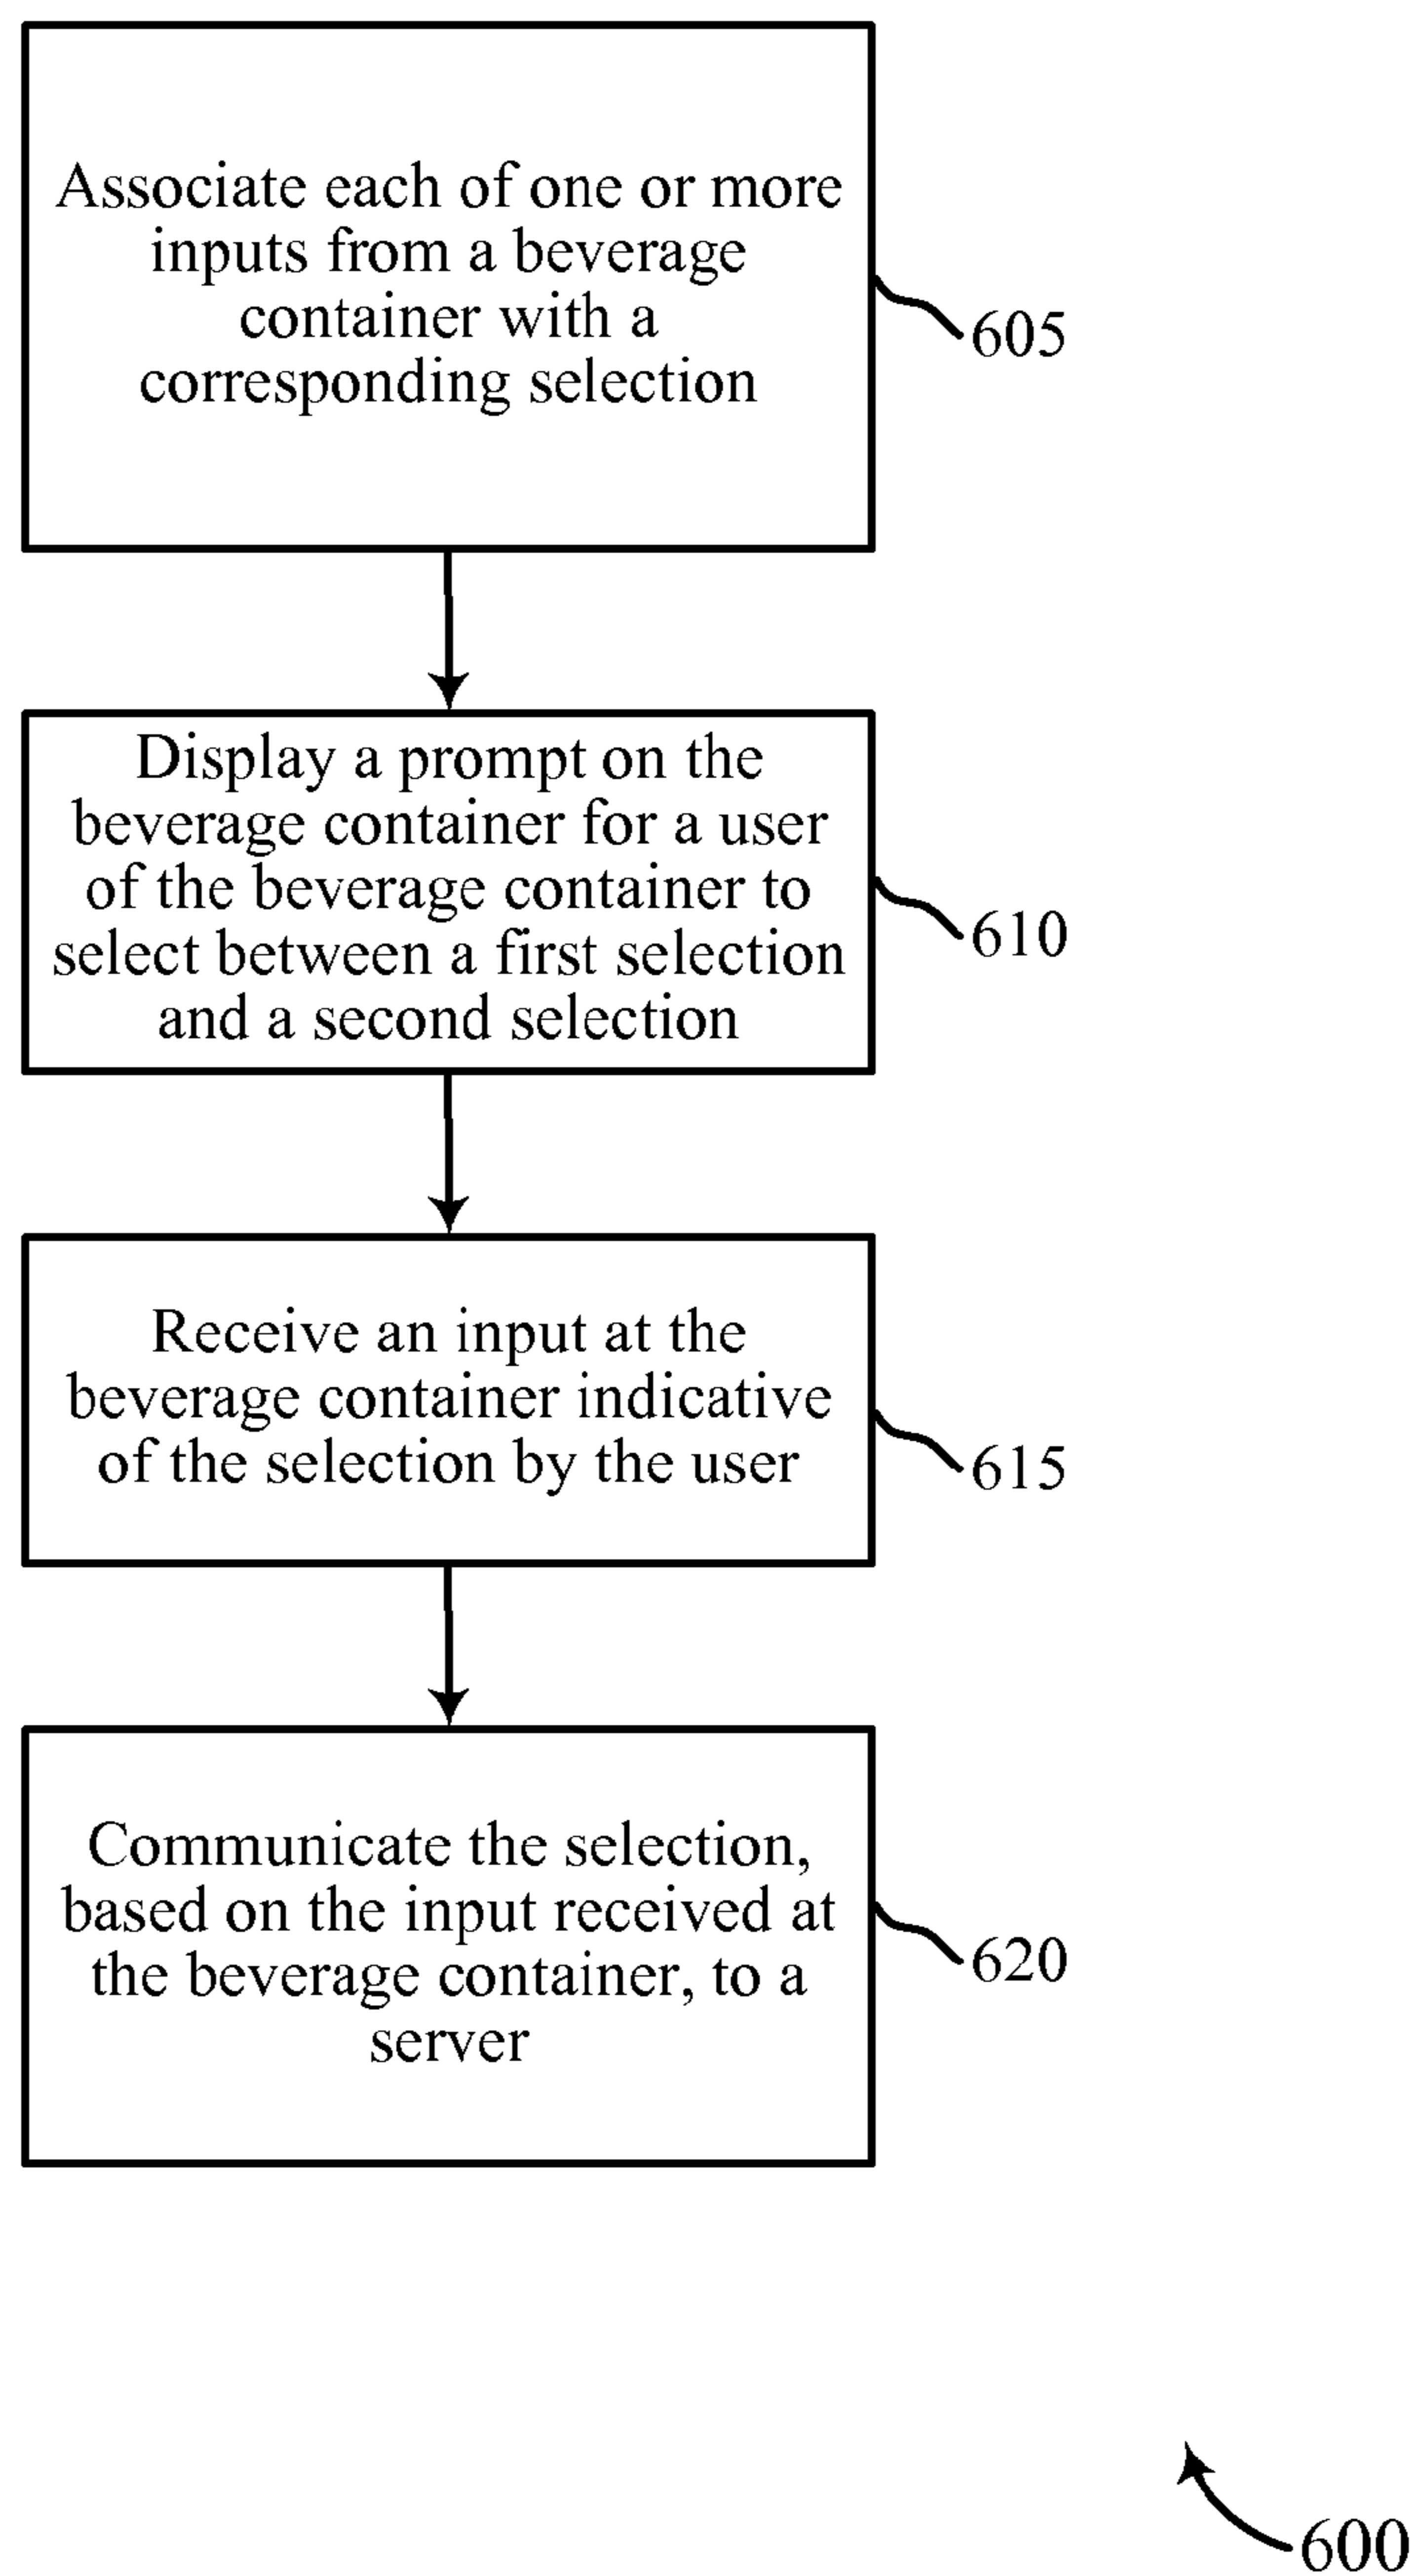 Associate each of one or more
inputs from a beverage
container with a
corresponding selection
605
Display a prompt on the
beverage container for a user
of the beverage container to
select between a first selection
and a second selection
610
Receive an input at the
beverage container indicative
of the selection by the user
615
Communicate the selection,
based on the input received at
the beverage container, to a
server
620
600